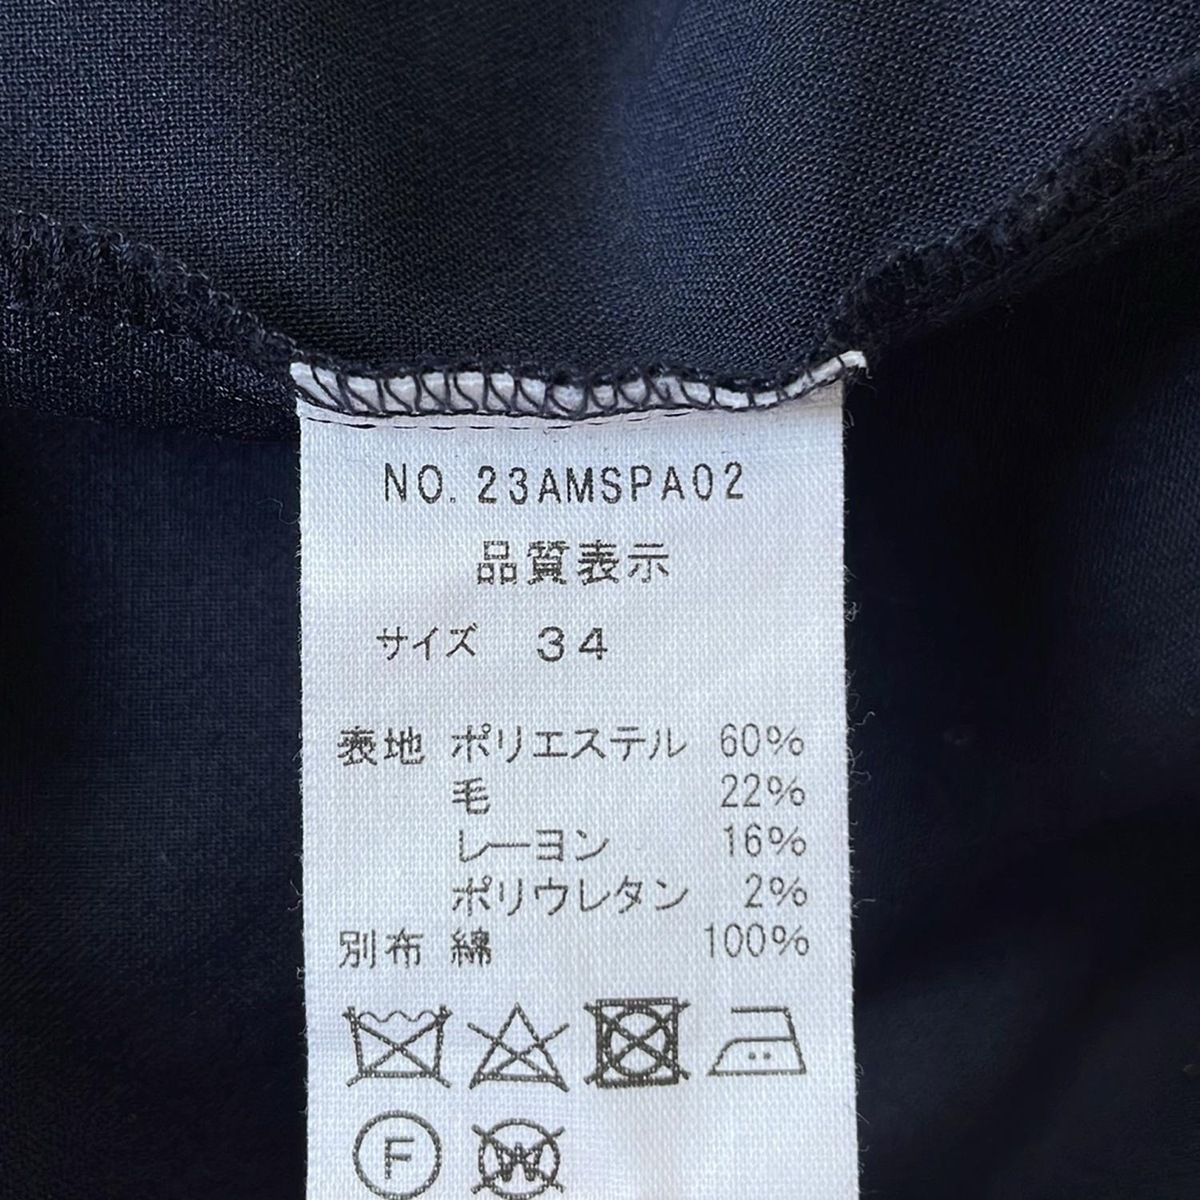 NO. 23AMSPA02
品質表示
サイズ 34
表地 ポリエステル 60%
毛 22%
レーヨン 16%
ポリウレタン 2%
別布 綿 100%
F W